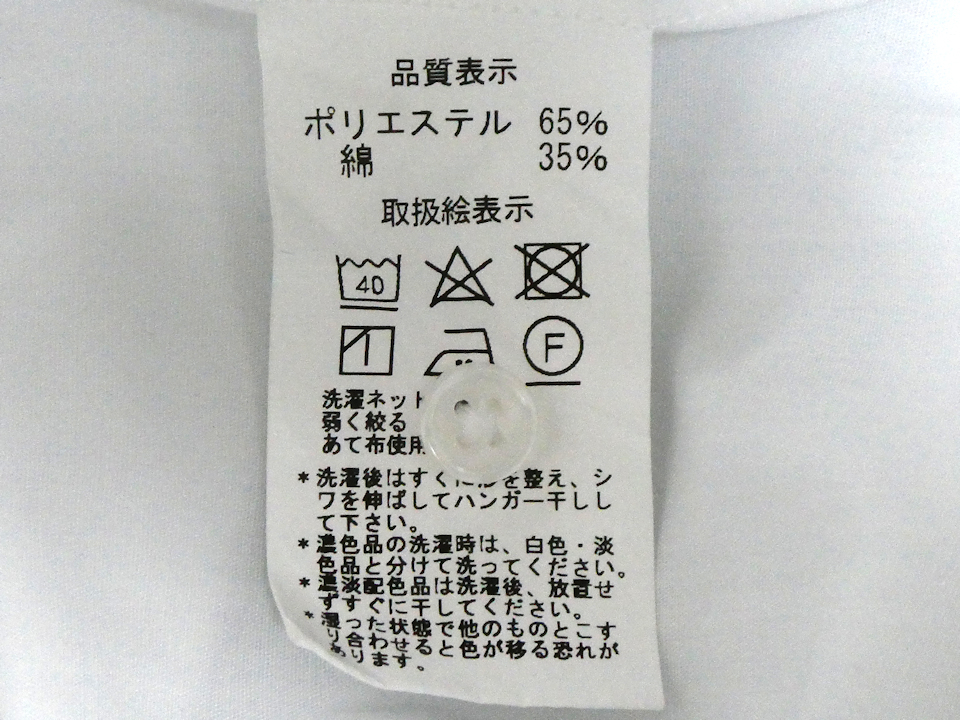 品質表示
ポリエステル 65%
綿 35%
取扱絵表示
40
F
洗濯ネット
弱く絞る
あて布使用
*洗濯後はすぐに形を整え、シ
ワを伸ばしてハンガー干しし
て下さい。
*濃色品の洗濯時は、白色・淡
色品と分けて洗ってください。
*濃淡配色品は洗濯後、放置せ
ずすぐに干してください。
*湿った状態で他のものとこす
り合わせると色が移る恐れが
あります。